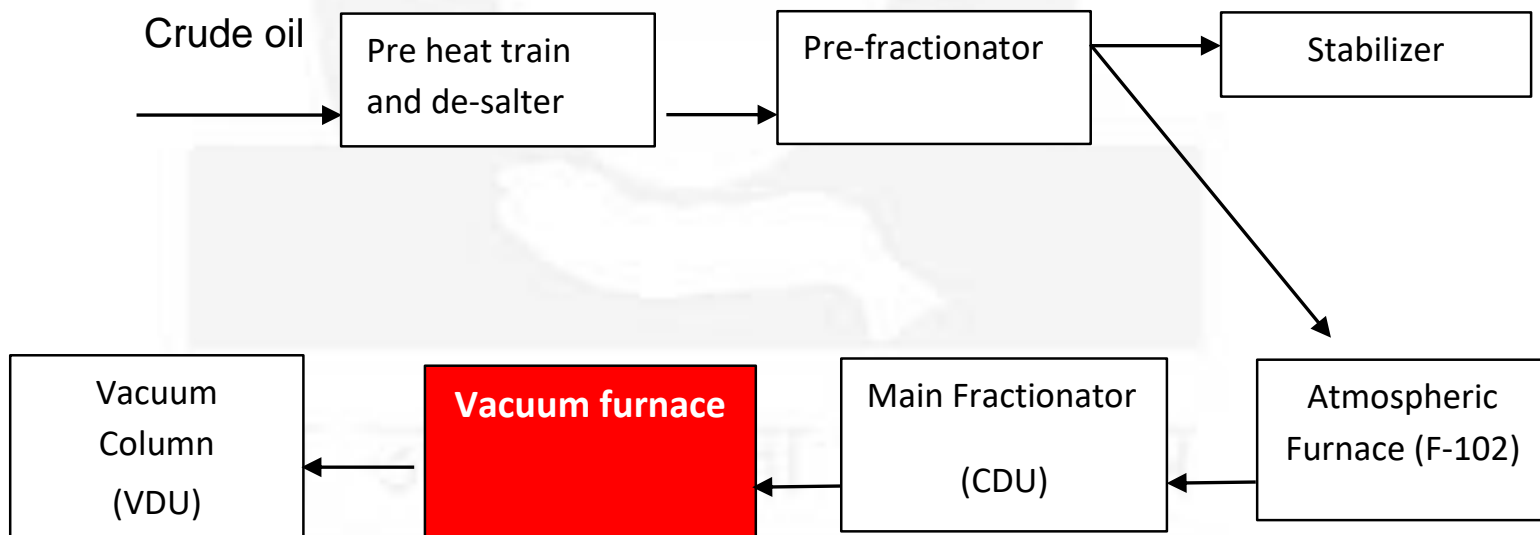 Crude oil
Pre heat train
and de-salter
Pre-fractionator
Stabilizer
Vacuum
Column
(VDU)
Vacuum furnace
Main Fractionator
(CDU)
Atmospheric
Furnace (F-102)